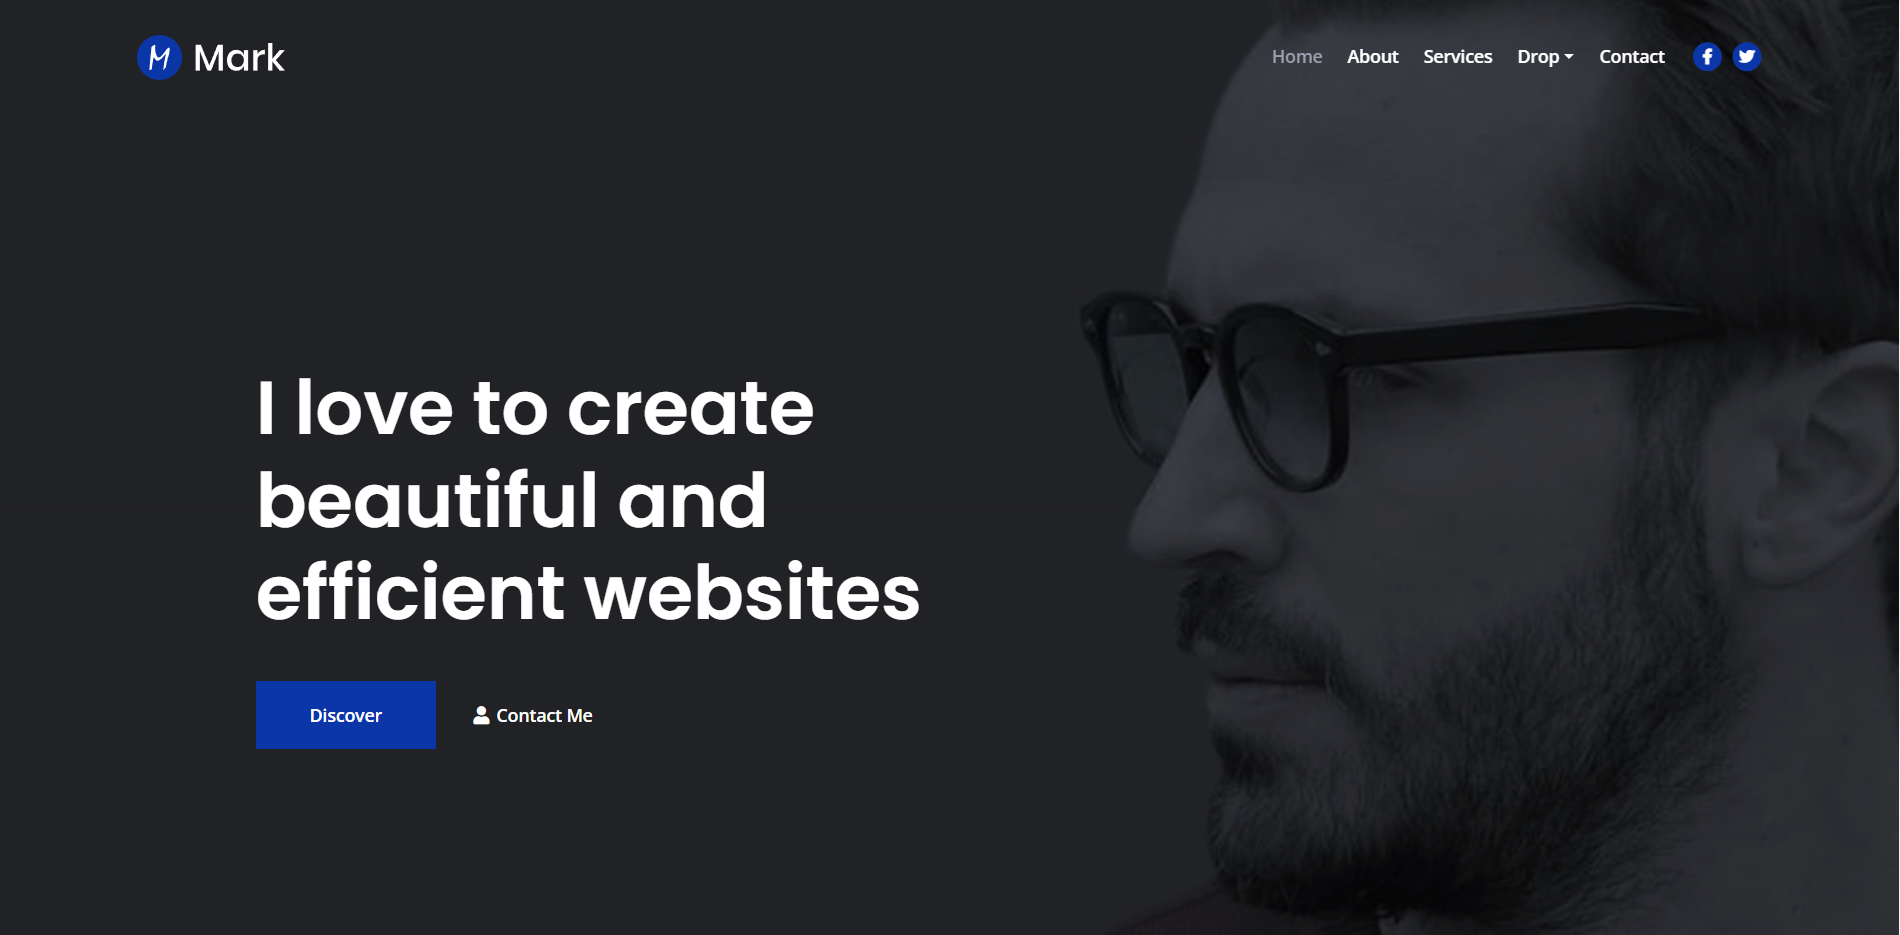 M Mark
Home About Services Drop Contact
I love to create
beautiful and
efficient websites
Discover
Contact Me